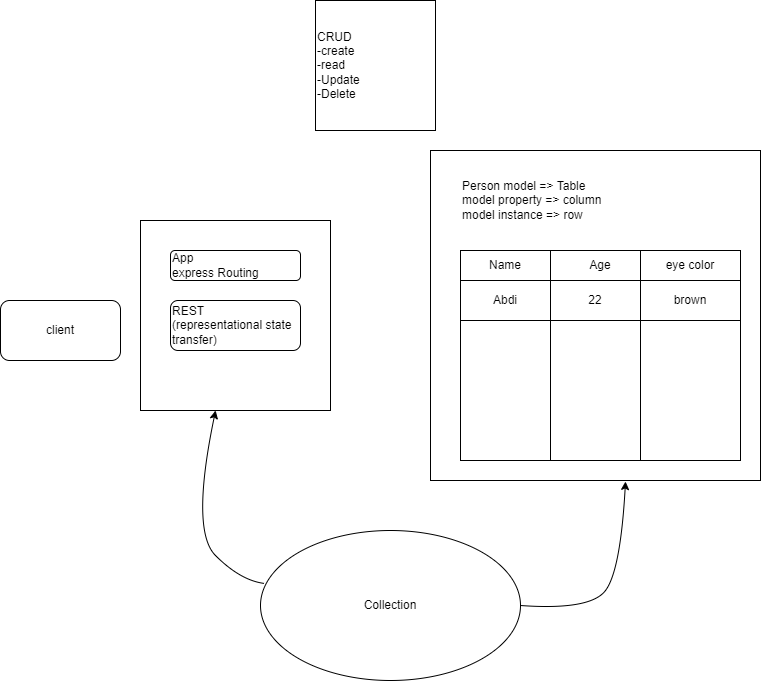 CRUD
-create
-read
-Update
-Delete
Person model => Table
model property => column
model instance => row
App
express Routing
Name Age eye color
Abdi 22 brown
REST
(representational state
transfer)
client
Collection